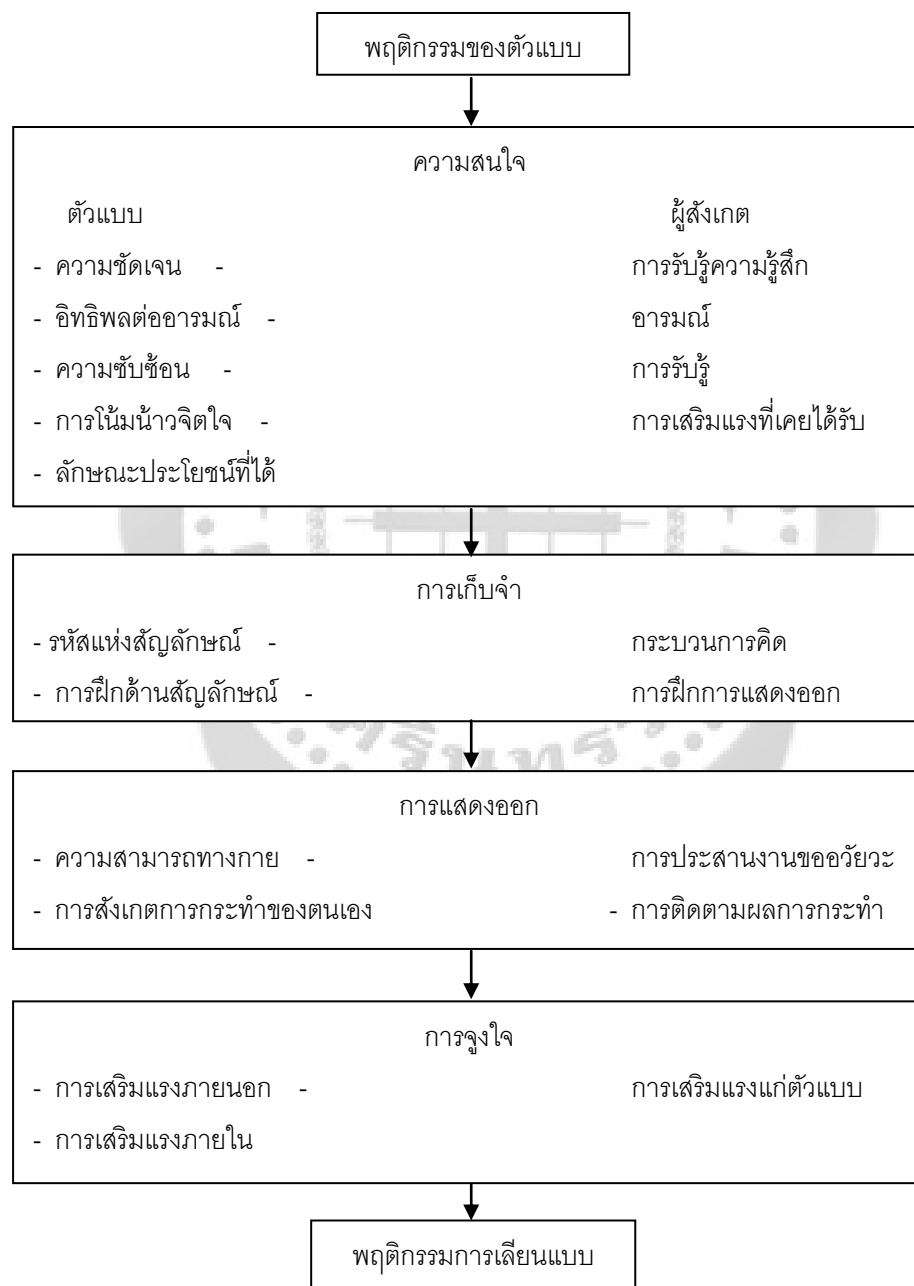 พฤติกรรมของตัวแบบ
ความสนใจ
ตัวแบบ ผู้สังเกต
- ความชัดเจน - การรับรู้ความรู้สึก
- อิทธิพลต่ออารมณ์ - อารมณ์
- ความซับซ้อน - การรับรู้
- การโน้มน้าวจิตใจ - การเสริมแรงที่เคยได้รับ
- ลักษณะประโยชน์ที่ได้
การเก็บจำ
- รหัสแห่งสัญลักษณ์ - กระบวนการคิด
- การฝึกด้านสัญลักษณ์ - การฝึกการแสดงออก
การแสดงออก
- ความสามารถทางกาย - การประสานงานขออวัยวะ
- การสังเกตการกระทำของตนเอง - การติดตามผลการกระทำ
การจูงใจ
- การเสริมแรงภายนอก - การเสริมแรงแก่ตัวแบบ
- การเสริมแรงภายใน
พฤติกรรมการเลียนแบบ